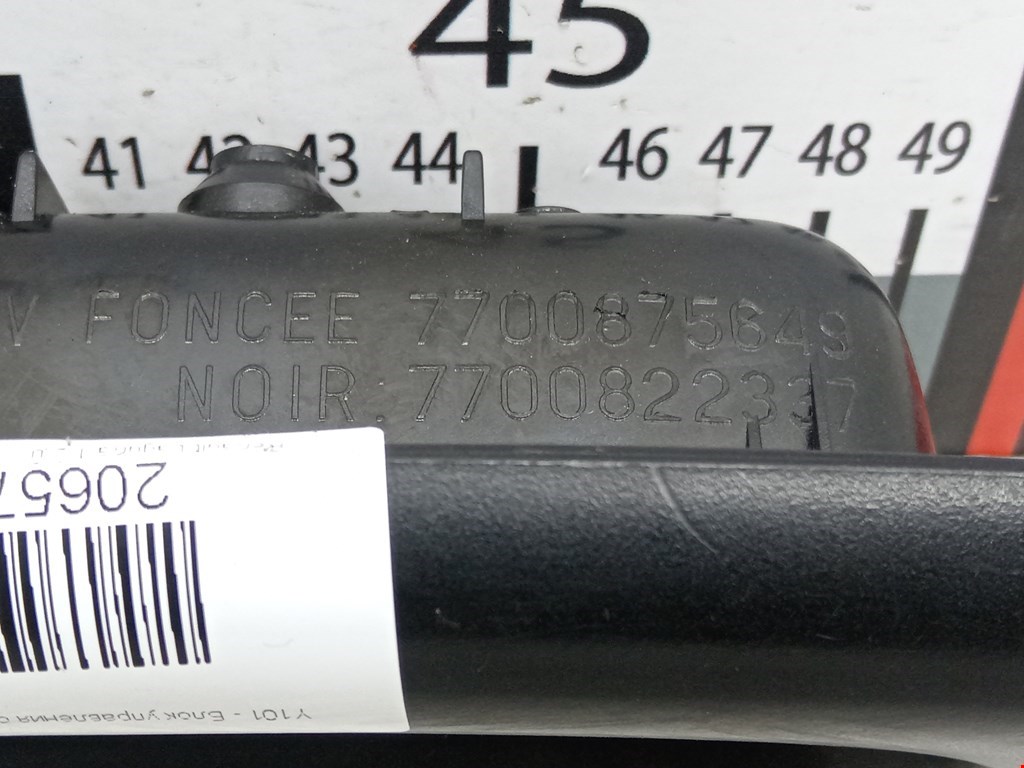 45
41 42 43 44 46 47 48 49
V FONCEE 7700875649
NOIR. 7700822337
2065
Y101 - Блок управления